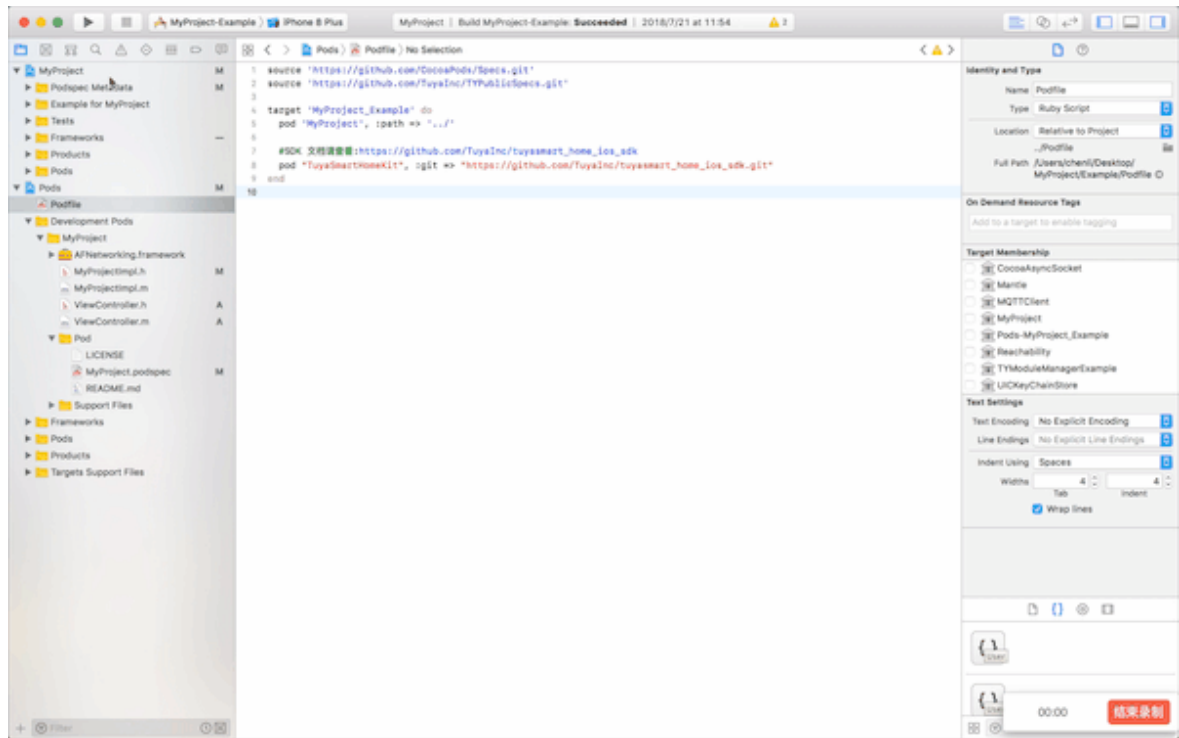 MyProject-Example 〉 iPhone 8 Plus
MyProject | Build MyProject-Example: Succeeded | 2018/7/21 at 11:54
2
Pods 〉 Podfile 〉 No Selection
MyProject M
Podspec Metadata M
Example for MyProject
Tests
Frameworks
Products
Pods
Pods M
Podfile
Development Pods
MyProject
AFNetworking.framework
MyProjectImpl.h M
MyProjectImpl.m
ViewController.h A
ViewController.m A
Pod
LICENSE
MyProject.podspec M
README.md
Support Files
Frameworks
Pods
Products
Targets Support Files
Filter
1 source 'https://github.com/CocoaPods/Specs.git'
2 source 'https://github.com/TuyaInc/TYPublicSpecs.git'
3
4 target 'MyProject_Example' do
5 pod 'MyProject', :path => '../'
6
7 #SDK 文档请查看:https://github.com/TuyaInc/tuyasmart_home_ios_sdk
8 pod "TuyaSmartHomeKit", :git => "https://github.com/TuyaInc/tuyasmart_home_ios_sdk.git"
9 end
10
Identity and Type
Name Podfile
Type Ruby Script
Location Relative to Project
../Podfile
Full Path /Users/chenli/Desktop/
MyProject/Example/Podfile
On Demand Resource Tags
Add to a target to enable tagging
Target Membership
CocoaAsyncSocket
Mantle
MQTTClient
MyProject
Pods-MyProject_Example
Reachability
TYModuleManagerExample
UICKeyChainStore
Text Settings
Text Encoding No Explicit Encoding
Line Endings No Explicit Line Endings
Indent Using Spaces
Widths 4 4
Tab Indent
Wrap lines
{ }
{ }
User
{ }
00:00 结束录制